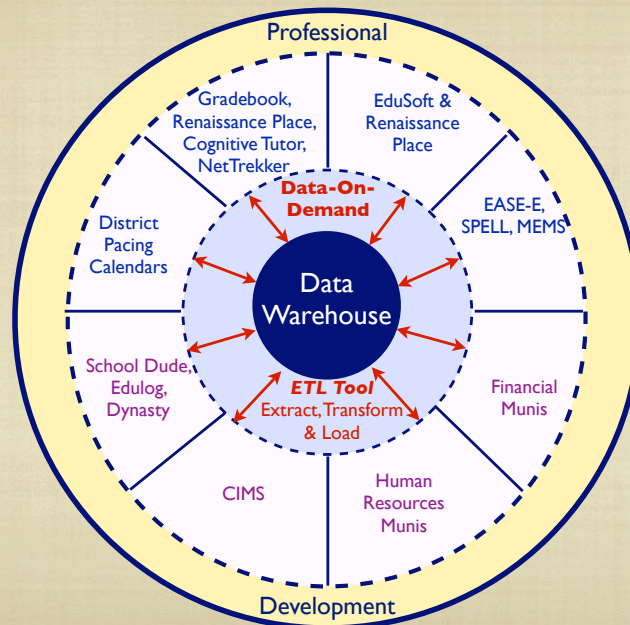 Professional
Gradebook,
Renaissance Place,
Cognitive Tutor,
NetTrekker
EduSoft &
Renaissance
Place
District
Pacing
Calendars
Data-On-
Demand
EASE-E,
SPELL, MEMS
Data
Warehouse
School Dude,
Edulog,
Dynasty
ETL Tool
Extract, Transform
& Load
Financial
Munis
CIMS
Human
Resources
Munis
Development